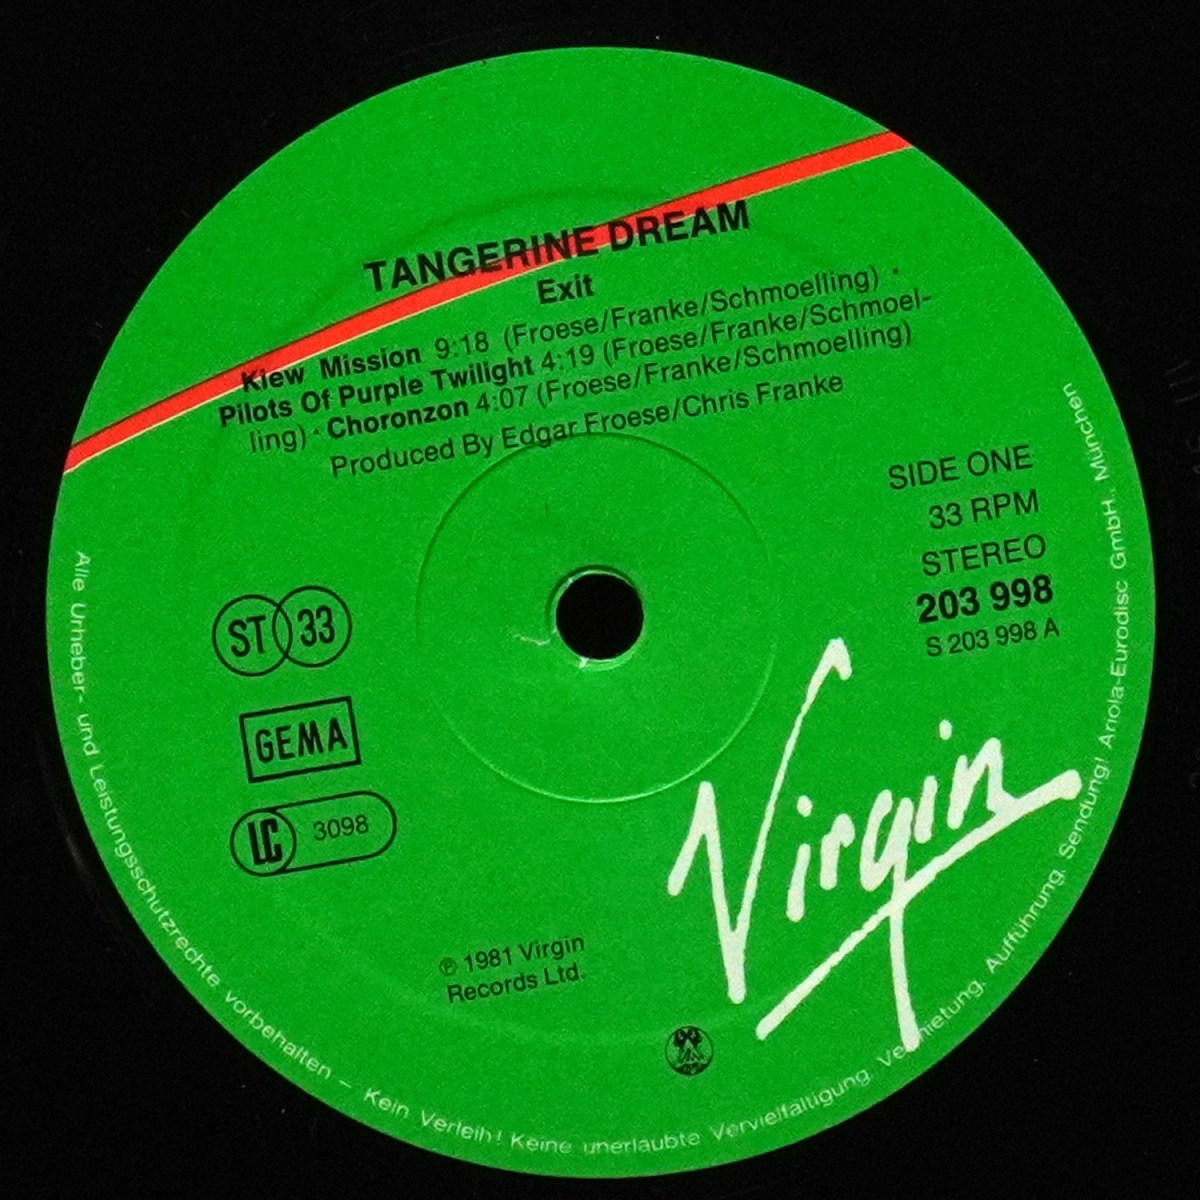 TANGERINE DREAM
Exit
Kiew Mission 9:18 (Froese/Franke/Schmoelling) ·
Pilots Of Purple Twilight 4:19 (Froese/Franke/Schmoel-
ling) · Choronzon 4:07 (Froese/Franke/Schmoelling)
Produced By Edgar Froese/Chris Franke
SIDE ONE
33 RPM
STEREO
203 998
S 203 998 A
ST 33
GEMA
LC 3098
Virgin
℗ 1981 Virgin
Records Ltd.
Alle Urheber- und Leistungsschutzrechte vorbehalten – Kein Verleih! Keine unerlaubte Vervielfältigung, Vermietung, Aufführung, Sendung! Ariola-Eurodisc GmbH., München